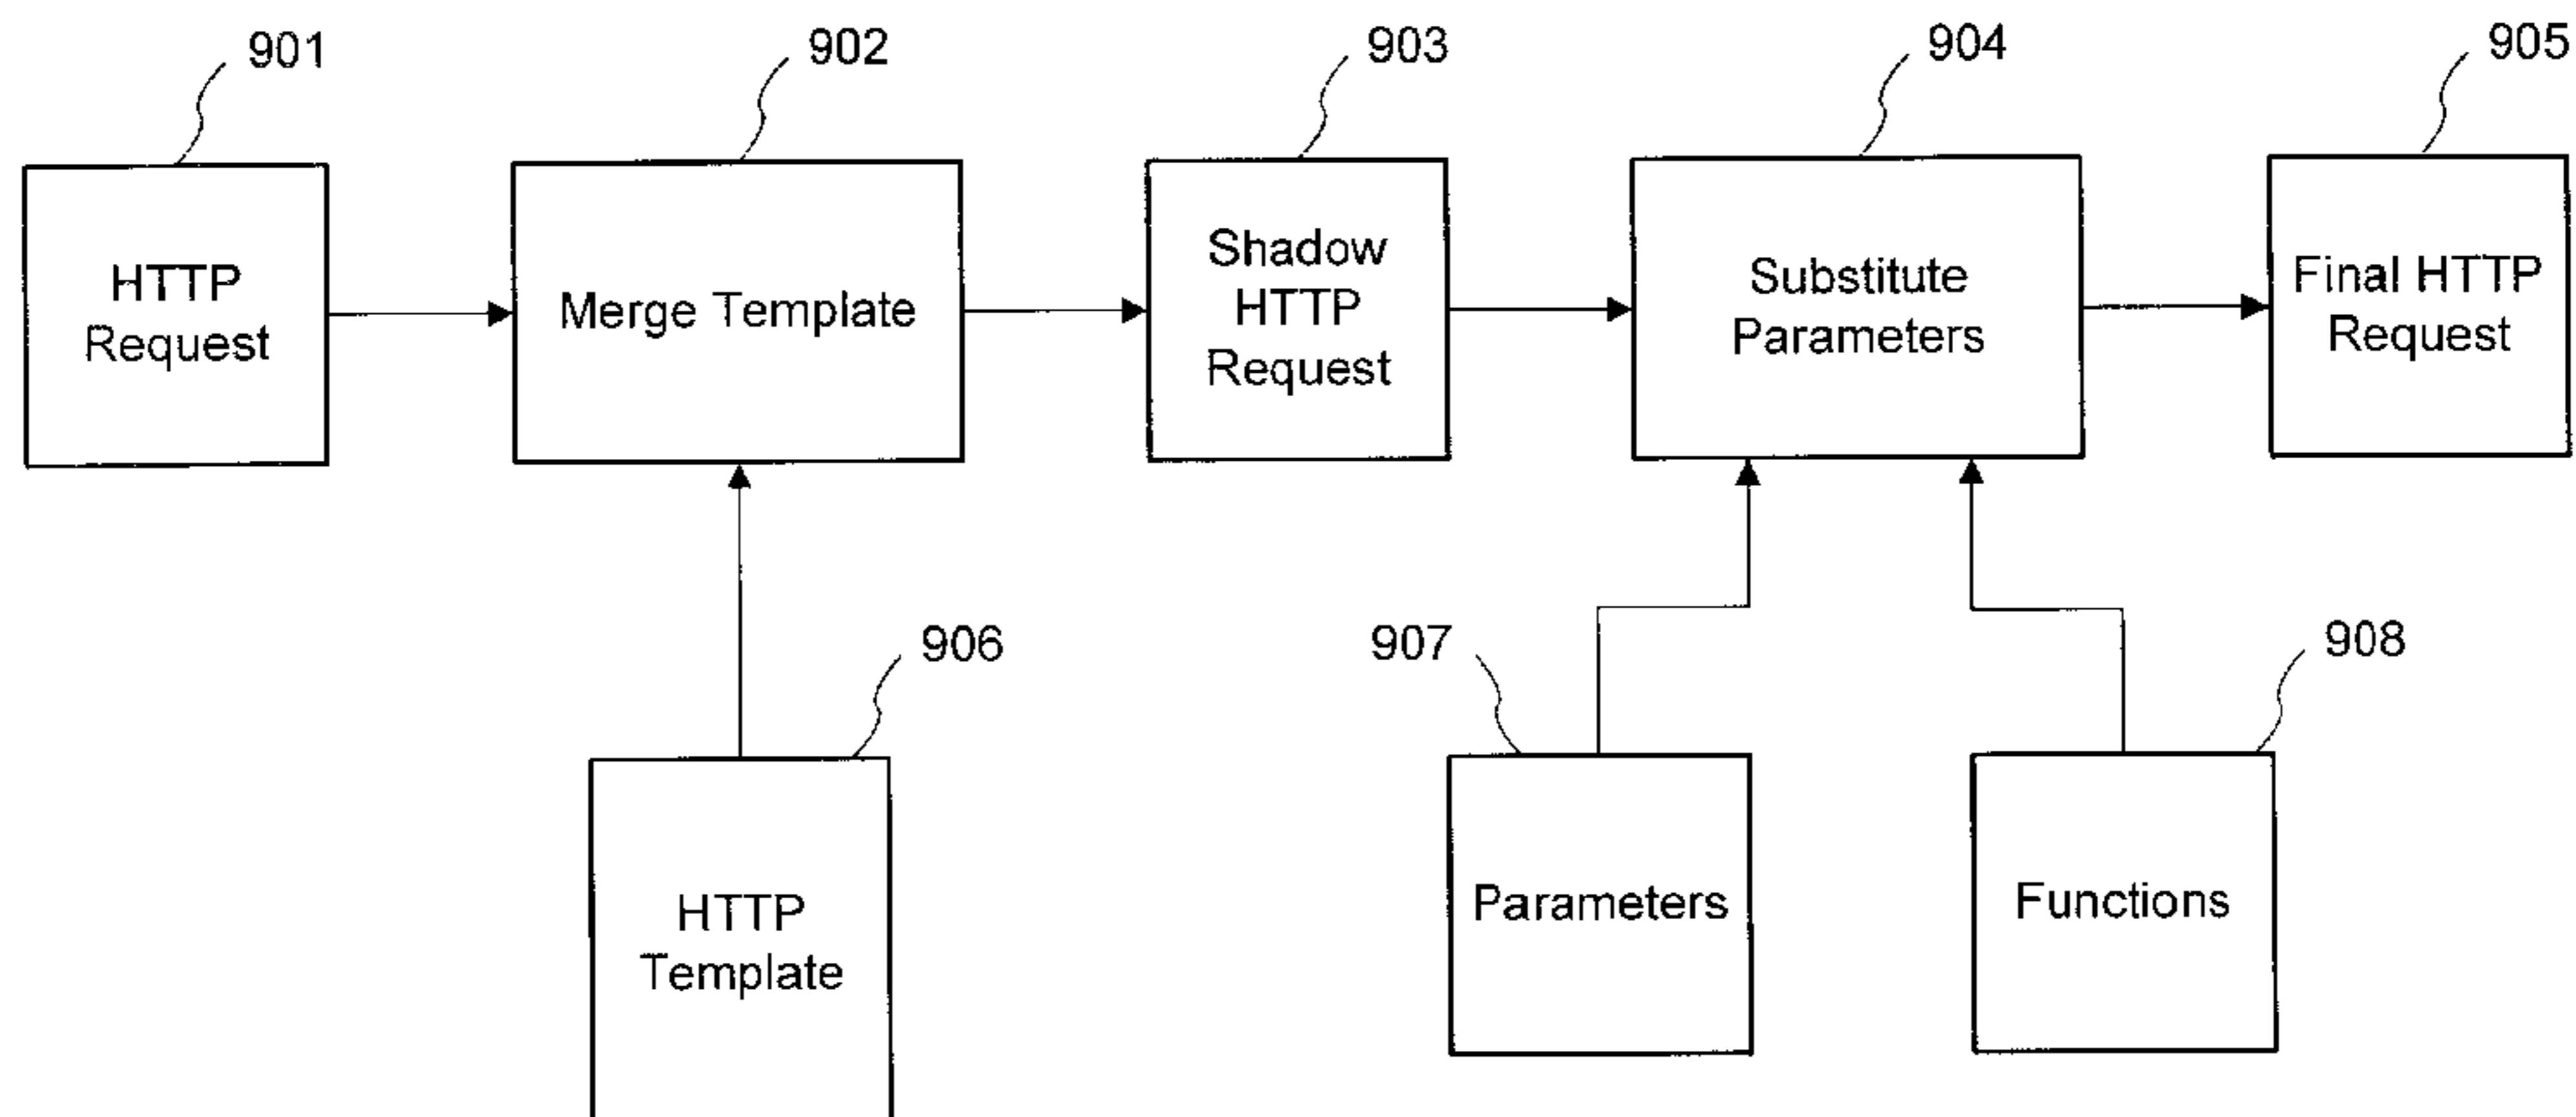 901
902
903
904
905
HTTP
Request
Merge Template
Shadow
HTTP
Request
Substitute
Parameters
Final HTTP
Request
906
907
908
HTTP
Template
Parameters
Functions